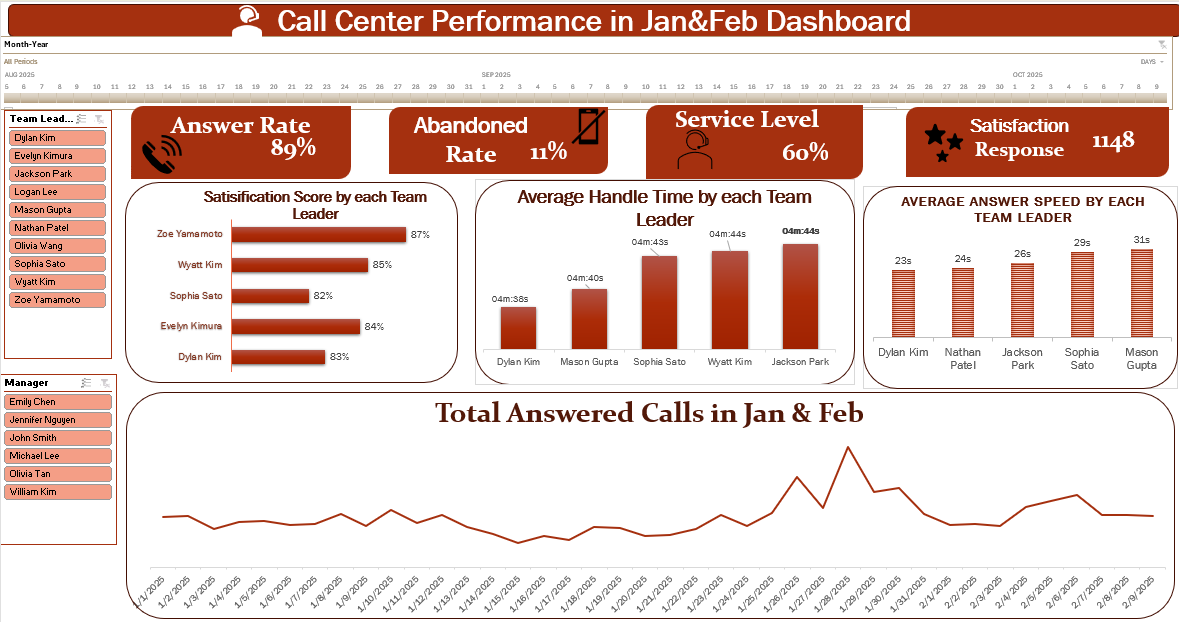 Call Center Performance in Jan&Feb Dashboard
Month-Year
All Periods
DAYS
AUG 2025 SEP 2025 OCT 2025
5 6 7 8 9 10 11 12 13 14 15 16 17 18 19 20 21 22 23 24 25 26 27 28 29 30 31 1 2 3 4 5 6 7 8 9 10 11 12 13 14 15 16 17 18 19 20 21 22 23 24 25 26 27 28 29 30 1 2 3 4 5 6 7 8 9
Team Lead...
Dylan Kim
Evelyn Kimura
Jackson Park
Logan Lee
Mason Gupta
Nathan Patel
Olivia Wang
Sophia Sato
Wyatt Kim
Zoe Yamamoto
Manager
Emily Chen
Jennifer Nguyen
John Smith
Michael Lee
Olivia Tan
William Kim
Answer Rate
89%
Abandoned
Rate 11%
Service Level
60%
Satisfaction
Response 1148
Satisification Score by each Team
Leader
Zoe Yamamoto 87%
Wyatt Kim 85%
Sophia Sato 82%
Evelyn Kimura 84%
Dylan Kim 83%
Average Handle Time by each Team
Leader
04m:38s 04m:40s 04m:43s 04m:44s 04m:44s
Dylan Kim Mason Gupta Sophia Sato Wyatt Kim Jackson Park
AVERAGE ANSWER SPEED BY EACH
TEAM LEADER
23s 24s 26s 29s 31s
Dylan Kim Nathan Jackson Sophia Mason
Patel Park Sato Gupta
Total Answered Calls in Jan & Feb
1/1/2025 1/2/2025 1/3/2025 1/4/2025 1/5/2025 1/6/2025 1/7/2025 1/8/2025 1/9/2025 1/10/2025 1/11/2025 1/12/2025 1/13/2025 1/14/2025 1/15/2025 1/16/2025 1/17/2025 1/18/2025 1/19/2025 1/20/2025 1/21/2025 1/22/2025 1/23/2025 1/24/2025 1/25/2025 1/26/2025 1/27/2025 1/28/2025 1/29/2025 1/30/2025 1/31/2025 2/1/2025 2/2/2025 2/3/2025 2/4/2025 2/5/2025 2/6/2025 2/7/2025 2/8/2025 2/9/2025